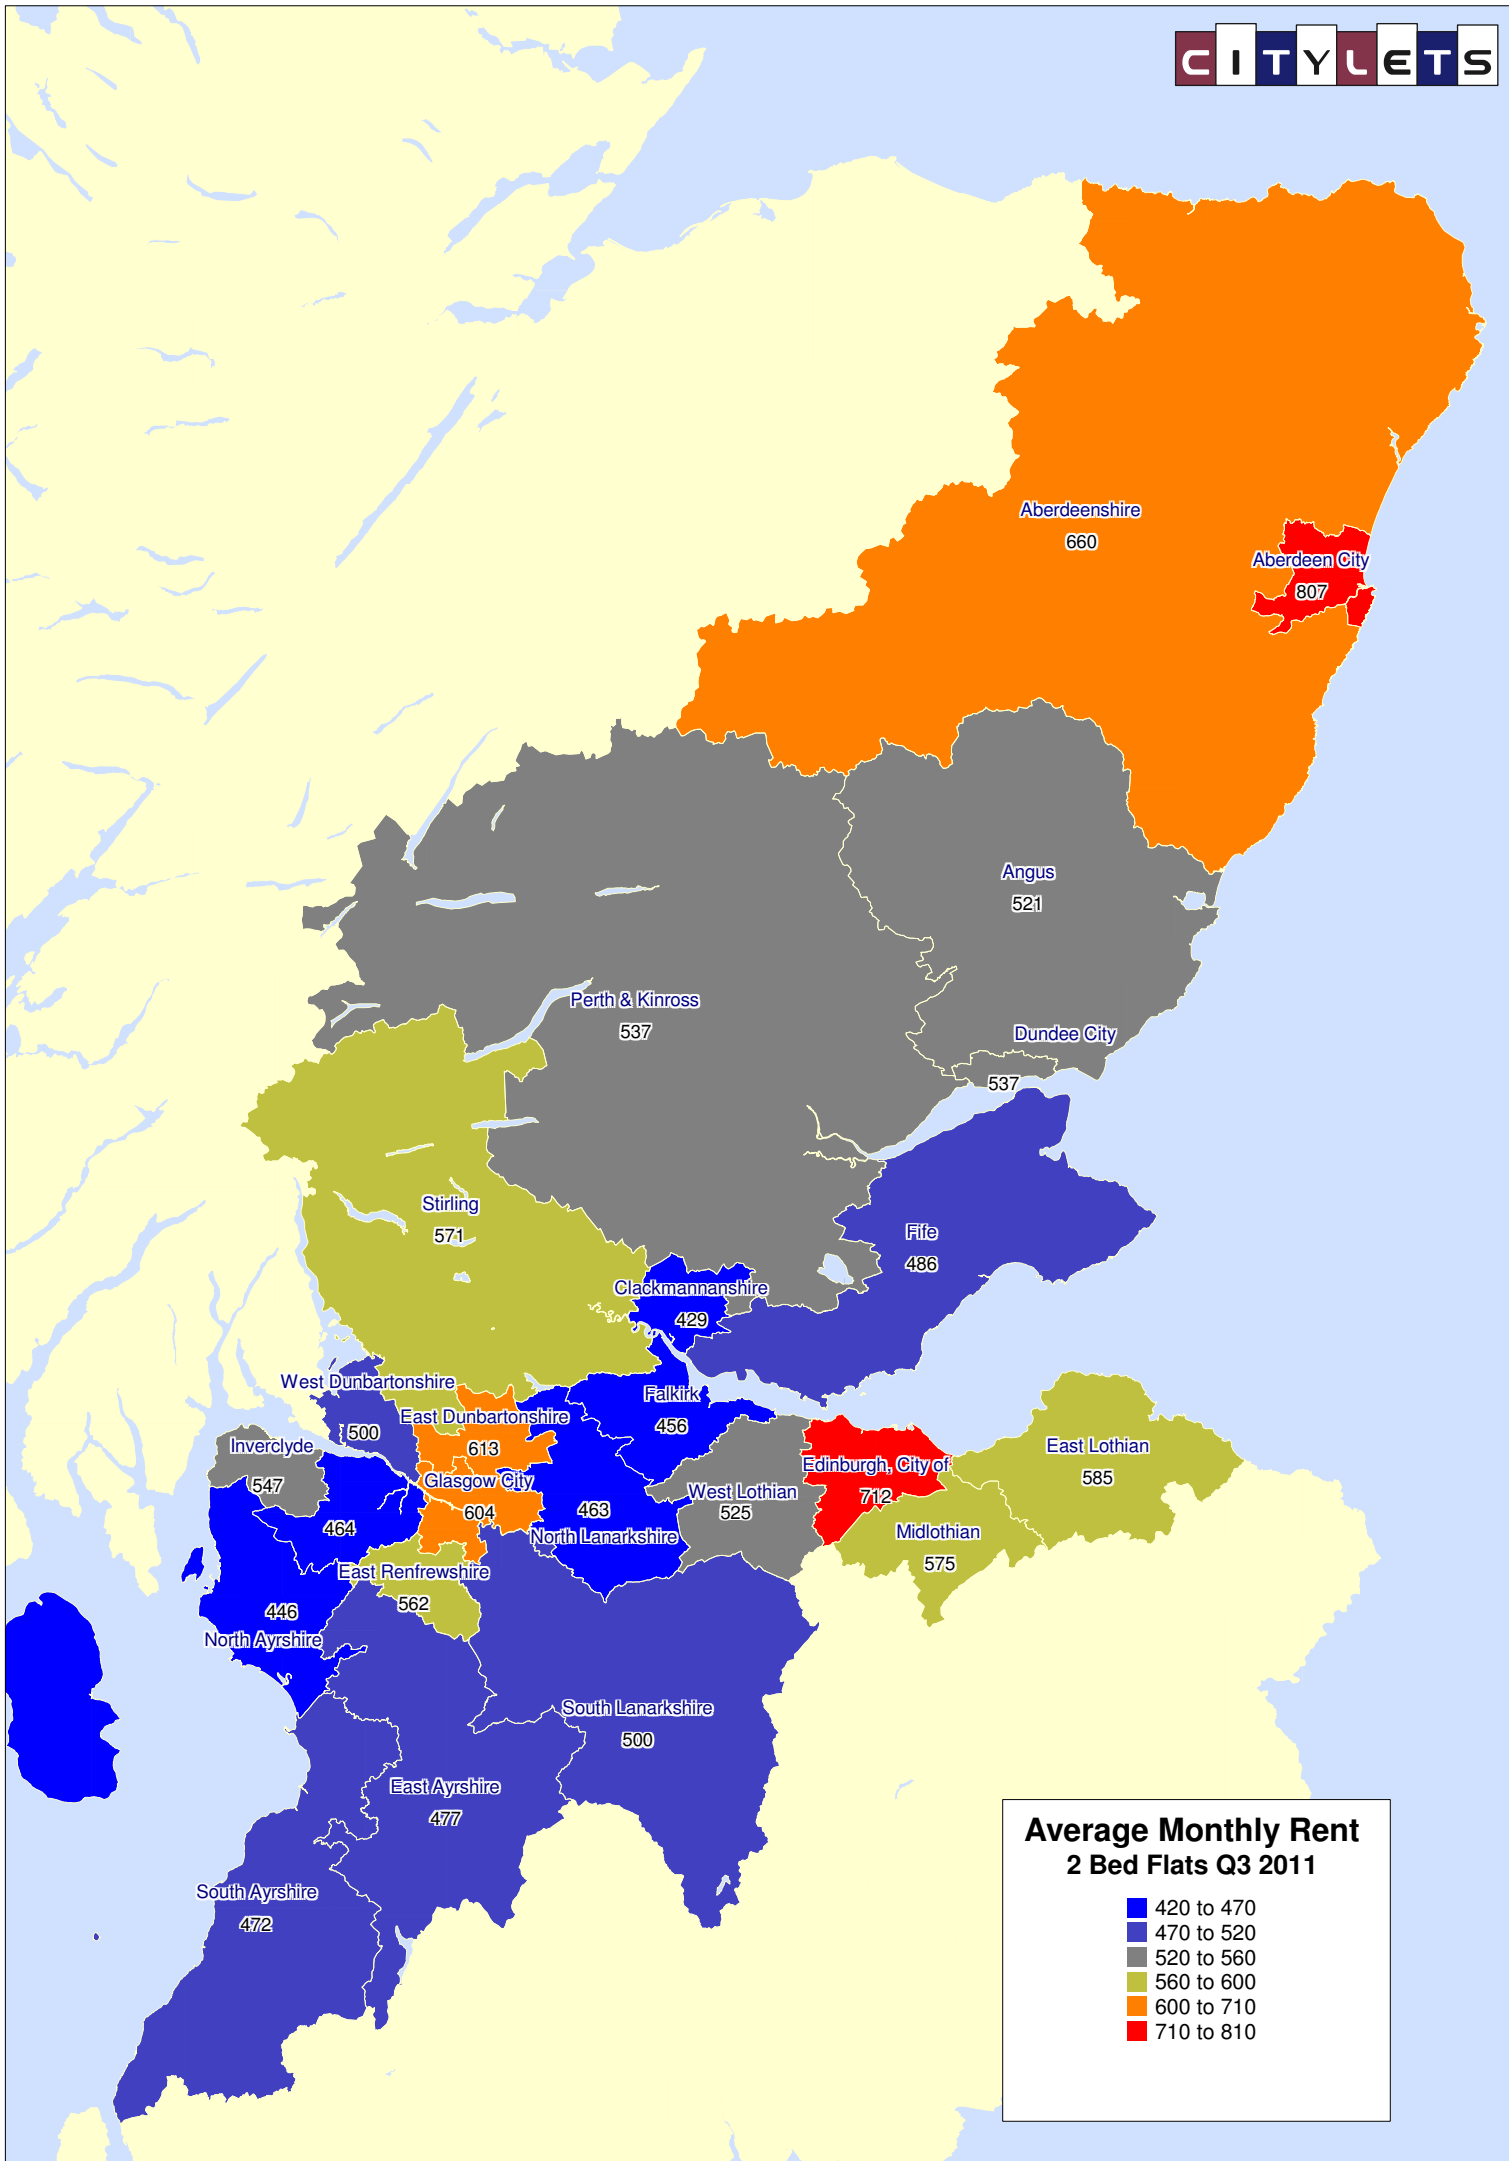 CITYLETS
Aberdeenshire
660
Aberdeen City
807
Angus
521
Perth & Kinross
537
Dundee City
537
Stirling
571
Fife
486
Clackmannanshire
429
West Dunbartonshire
500
Falkirk
456
East Dunbartonshire
613
Inverclyde
547
Glasgow City
604
Edinburgh, City of
712
East Lothian
585
West Lothian
525
463
North Lanarkshire
464
Midlothian
575
East Renfrewshire
562
446
North Ayrshire
South Lanarkshire
500
East Ayrshire
477
South Ayrshire
472
Average Monthly Rent
2 Bed Flats Q3 2011
420 to 470
470 to 520
520 to 560
560 to 600
600 to 710
710 to 810